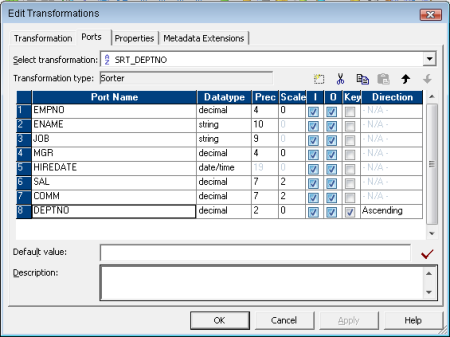 Edit Transformations
Transformation Ports Properties Metadata Extensions
Select transformation: SRT_DEPTNO
Transformation type: Sorter
Port Name Datatype Prec Scale I O Key Direction
1 EMPNO decimal 4 0 - N/A -
2 ENAME string 10 0 - N/A -
3 JOB string 9 0 - N/A -
4 MGR decimal 4 0 - N/A -
5 HIREDATE date/time 19 0 - N/A -
6 SAL decimal 7 2 - N/A -
7 COMM decimal 7 2 - N/A -
8 DEPTNO decimal 2 0 Ascending
Default value:
Description:
OK Cancel Apply Help